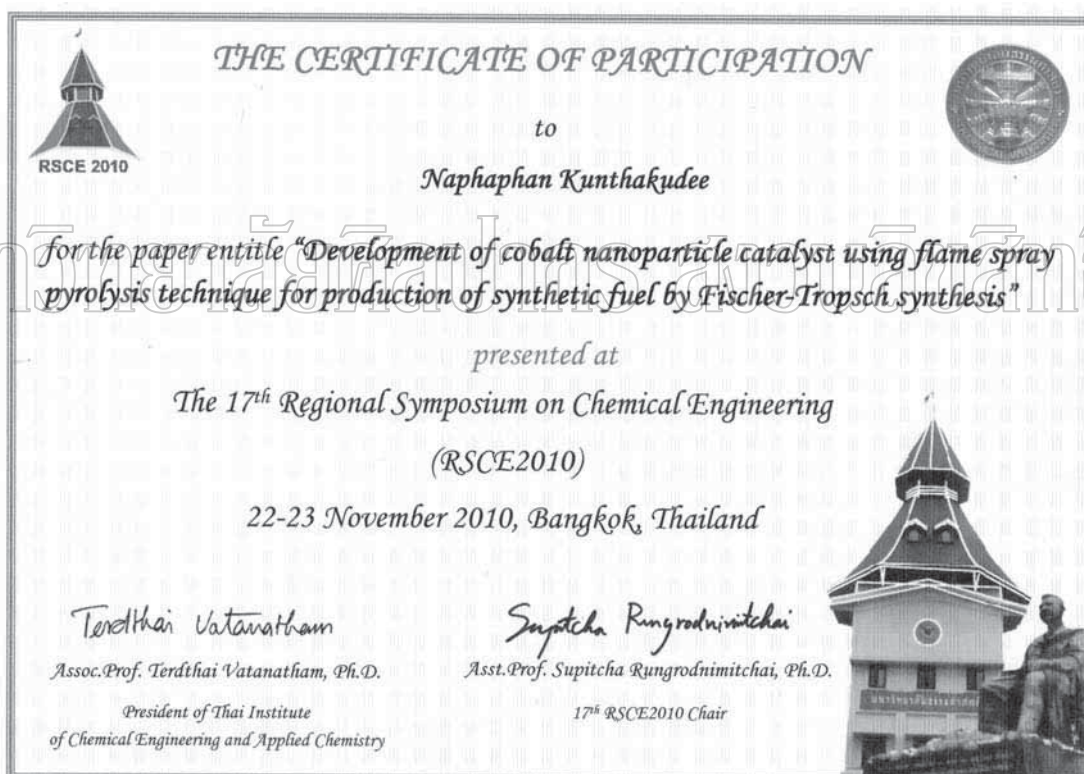 THE CERTIFICATE OF PARTICIPATION
RSCE 2010
to
Naphaphan Kunthakudee
for the paper entitle “Development of cobalt nanoparticle catalyst using flame spray
pyrolysis technique for production of synthetic fuel by Fischer-Tropsch synthesis”
presented at
The 17th Regional Symposium on Chemical Engineering
(RSCE2010)
22-23 November 2010, Bangkok, Thailand
Terdthai Vatanatham
Supitcha Rungrodnimitchai
Assoc.Prof. Terdthai Vatanatham, Ph.D.
Asst.Prof. Supitcha Rungrodnimitchai, Ph.D.
President of Thai Institute
of Chemical Engineering and Applied Chemistry
17th RSCE2010 Chair